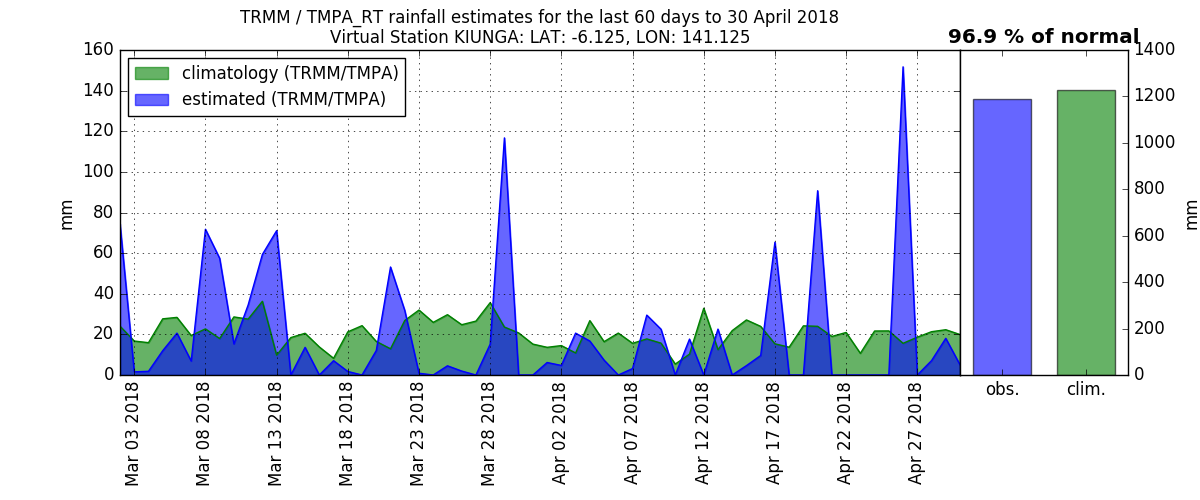 TRMM / TMPA_RT rainfall estimates for the last 60 days to 30 April 2018
Virtual Station KIUNGA: LAT: -6.125, LON: 141.125
96.9 % of normal
climatology (TRMM/TMPA)
estimated (TRMM/TMPA)
160
140
120
100
80
60
40
20
0
mm
1400
1200
1000
800
600
400
200
0
mm
obs.
clim.
Mar 03 2018
Mar 08 2018
Mar 13 2018
Mar 18 2018
Mar 23 2018
Mar 28 2018
Apr 02 2018
Apr 07 2018
Apr 12 2018
Apr 17 2018
Apr 22 2018
Apr 27 2018